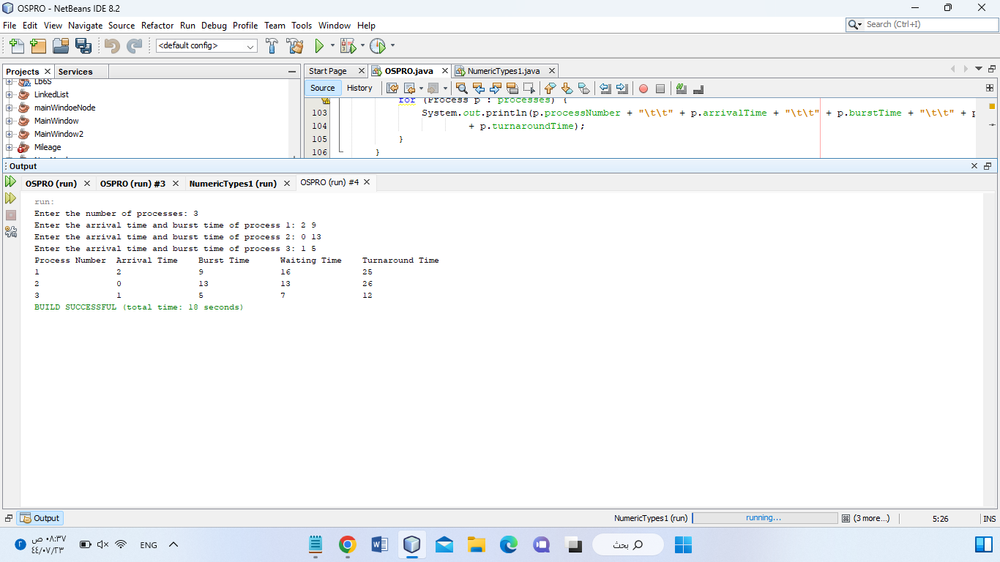 OSPRO - NetBeans IDE 8.2
File Edit View Navigate Source Refactor Run Debug Profile Team Tools Window Help
Search (Ctrl+I)
<default config>
Projects Services
Start Page OSPRO.java NumericTypes1.java
Source History
LinkedList
mainWindoeNode
MainWindow
MainWindow2
Mileage
for (Process p : processes) {
103 System.out.println(p.processNumber + "\t\t" + p.arrivalTime + "\t\t" + p.burstTime + "\t\t" + p
104 + p.turnaroundTime);
105 }
106 }
Output
OSPRO (run) OSPRO (run) #3 NumericTypes1 (run) OSPRO (run) #4
run:
Enter the number of processes: 3
Enter the arrival time and burst time of process 1: 2 9
Enter the arrival time and burst time of process 2: 0 13
Enter the arrival time and burst time of process 3: 1 5
Process Number Arrival Time Burst Time Waiting Time Turnaround Time
1 2 9 16 25
2 0 13 13 26
3 1 5 7 12
BUILD SUCCESSFUL (total time: 18 seconds)
Output
NumericTypes1 (run) running... (3 more...) 5:26 INS
٢
٠٨:٣٧ ص
٤٤/٠٧/٢٣
ENG
بحث